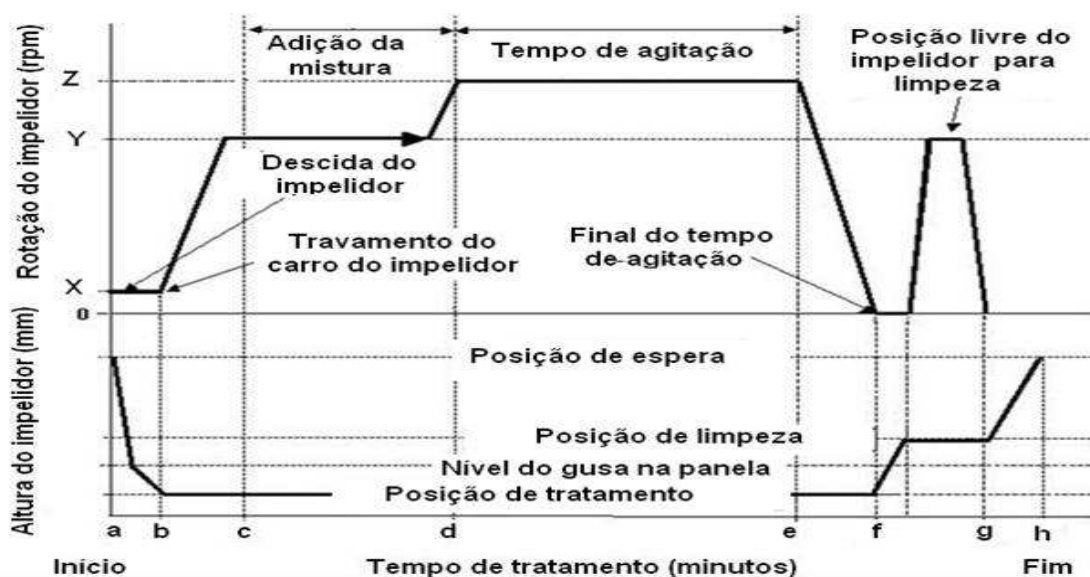 Rotação do impelidor (rpm)
Z
Y
X
0
Adição da
mistura
Tempo de agitação
Posição livre do
impelidor para
limpeza
Descida do
impelidor
Travamento do
carro do impelidor
Final do tempo
de agitação
Altura do impelidor (mm)
Posição de espera
Posição de limpeza
Nível do gusa na panela
Posição de tratamento
a b c d e f g h
Início Tempo de tratamento (minutos) Fim